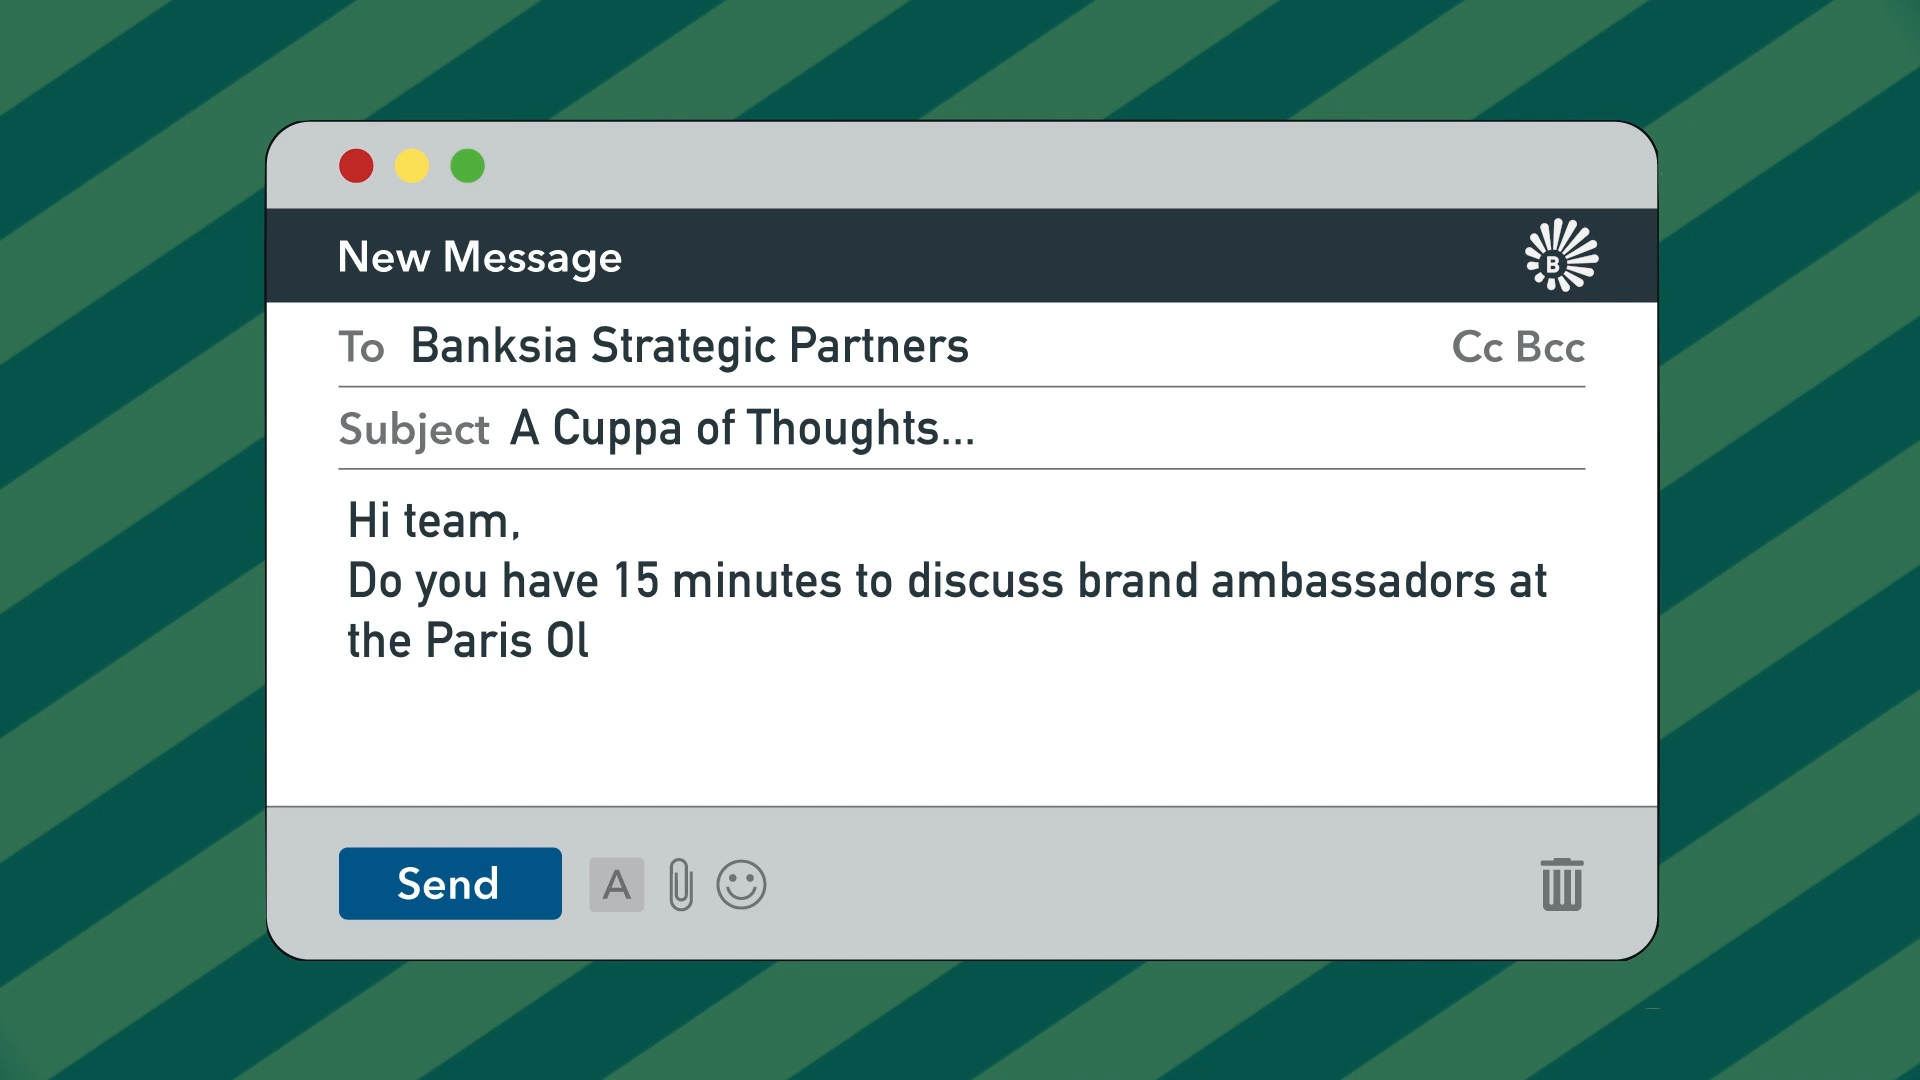 New Message
B
To Banksia Strategic Partners Cc Bcc
Subject A Cuppa of Thoughts...
Hi team,
Do you have 15 minutes to discuss brand ambassadors at
the Paris Ol
Send A